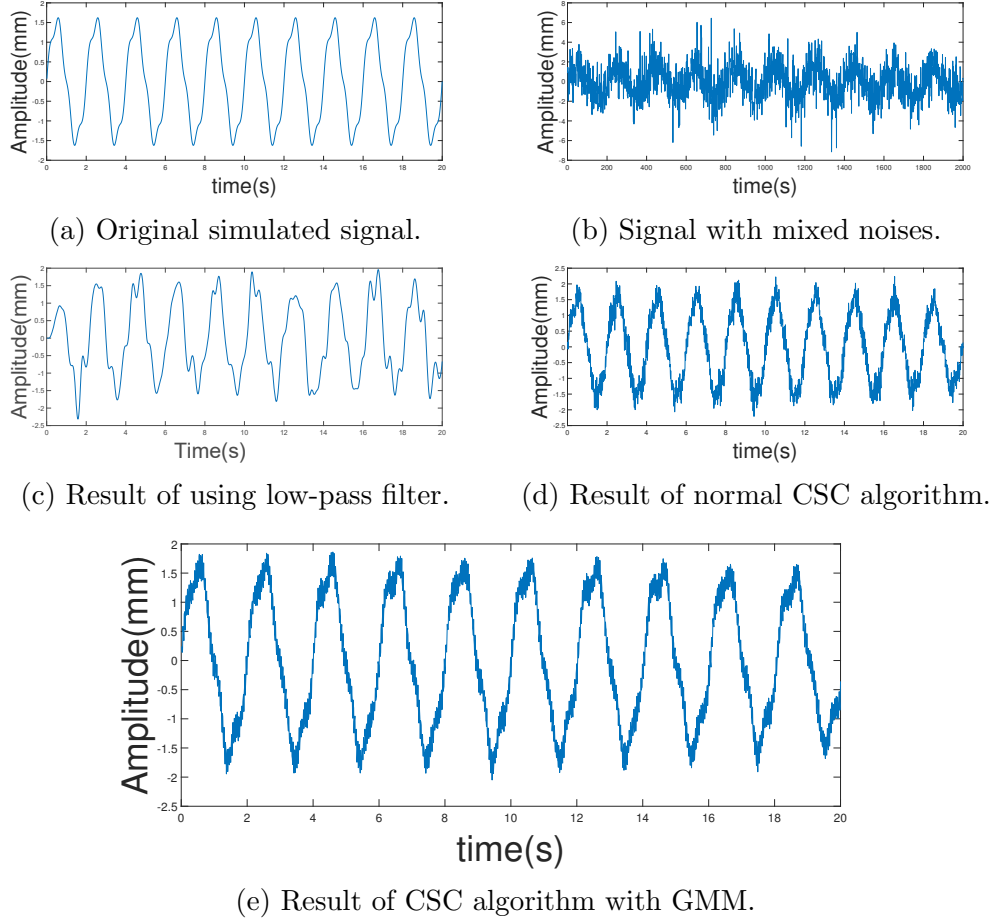 Amplitude(mm)
2
1.5
1
0.5
0
-0.5
-1
-1.5
-2
0 2 4 6 8 10 12 14 16 18 20
time(s)
(a) Original simulated signal.
Amplitude(mm)
8
6
4
2
0
-2
-4
-6
-8
0 200 400 600 800 1000 1200 1400 1600 1800 2000
time(s)
(b) Signal with mixed noises.
Amplitude(mm)
2
1.5
1
0.5
0
-0.5
-1
-1.5
-2
-2.5
0 2 4 6 8 10 12 14 16 18 20
Time(s)
(c) Result of using low-pass filter.
Amplitude(mm)
2.5
2
1.5
1
0.5
0
-0.5
-1
-1.5
-2
-2.5
0 2 4 6 8 10 12 14 16 18 20
time(s)
(d) Result of normal CSC algorithm.
Amplitude(mm)
2
1.5
1
0.5
0
-0.5
-1
-1.5
-2
-2.5
0 2 4 6 8 10 12 14 16 18 20
time(s)
(e) Result of CSC algorithm with GMM.